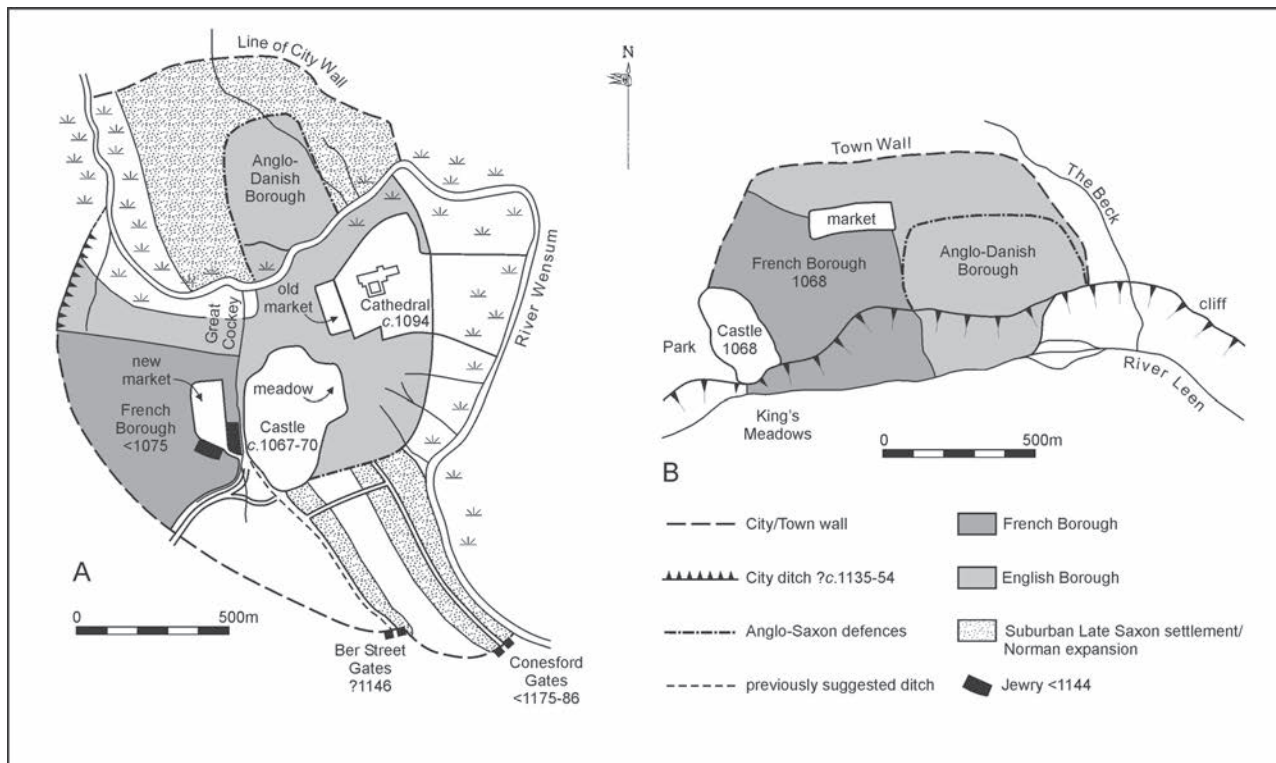 Line of City Wall
N
Anglo-
Danish
Borough
old
market
Cathedral
c.1094
Great
Cockey
River Wensum
new
market
French
Borough
<1075
meadow
Castle
c.1067-70
A
0 500m
Ber Street
Gates
?1146
Conesford
Gates
<1175-86
Town Wall
The Beck
market
French Borough
1068
Anglo-Danish
Borough
cliff
Castle
1068
Park
River Leen
King's
Meadows
0 500m
B
City/Town wall
City ditch ?c.1135-54
Anglo-Saxon defences
previously suggested ditch
French Borough
English Borough
Suburban Late Saxon settlement/
Norman expansion
Jewry <1144